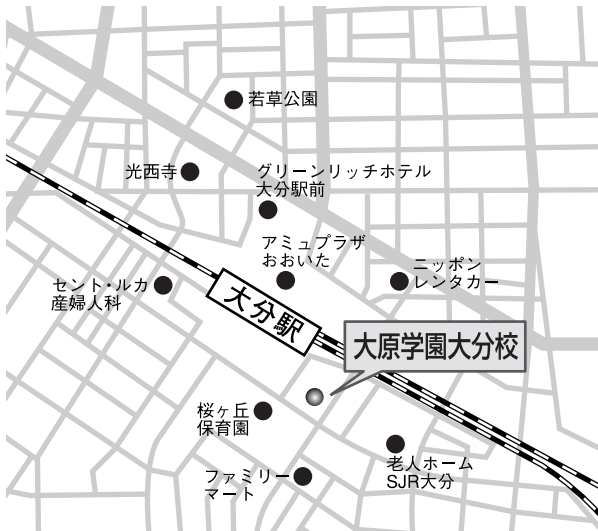 若草公園
光西寺
グリーンリッチホテル
大分駅前
アミュプラザ
おおいた
ニッポン
レンタカー
セント・ルカ
産婦人科
大分駅
大原学園大分校
桜ヶ丘
保育園
老人ホーム
SJR大分
ファミリー
マート